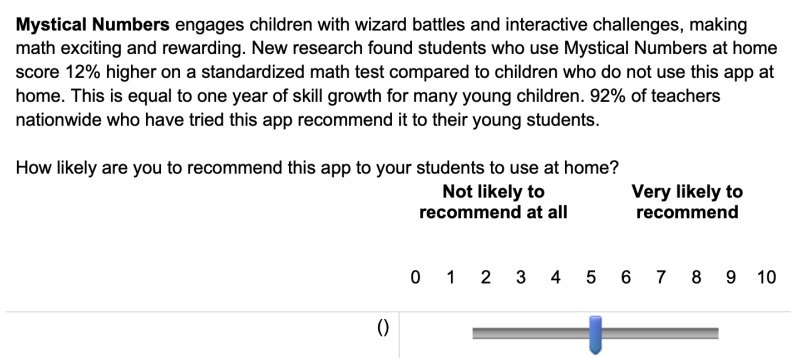 Mystical Numbers engages children with wizard battles and interactive challenges, making
math exciting and rewarding. New research found students who use Mystical Numbers at home
score 12% higher on a standardized math test compared to children who do not use this app at
home. This is equal to one year of skill growth for many young children. 92% of teachers
nationwide who have tried this app recommend it to their young students.
How likely are you to recommend this app to your students to use at home?
Not likely to Very likely to
recommend at all recommend
0 1 2 3 4 5 6 7 8 9 10
()